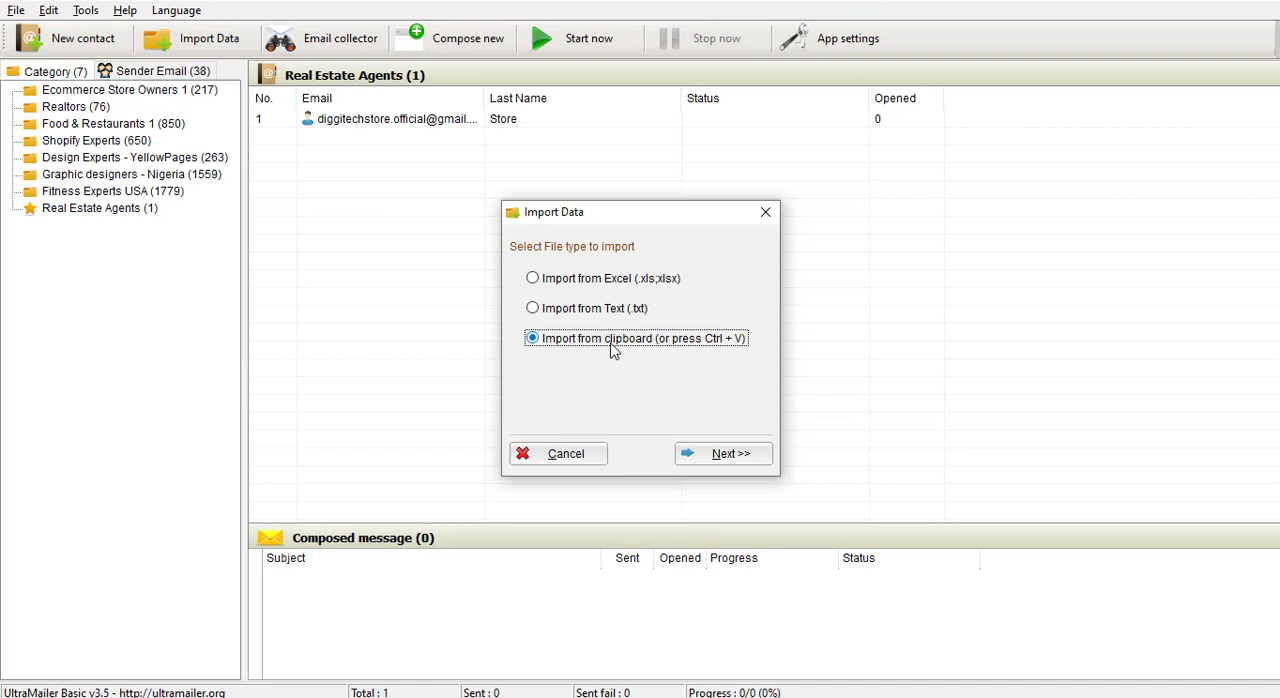 File Edit Tools Help Language
New contact Import Data Email collector Compose new Start now Stop now App settings
Category (7) Sender Email (38)
Ecommerce Store Owners 1 (217)
Realtors (76)
Food & Restaurants 1 (850)
Shopify Experts (650)
Design Experts - YellowPages (263)
Graphic designers - Nigeria (1559)
Fitness Experts USA (1779)
Real Estate Agents (1)
Real Estate Agents (1)
No. Email Last Name Status Opened
1 diggitechstore.official@gmail.... Store 0
Import Data
Select File type to import
Import from Excel (.xls;xlsx)
Import from Text (.txt)
Import from clipboard (or press Ctrl + V)
Cancel Next >>
Composed message (0)
Subject Sent Opened Progress Status
UltraMailer Basic v3.5 - http://ultramailer.org Total : 1 Sent : 0 Sent fail : 0 Progress : 0/0 (0%)